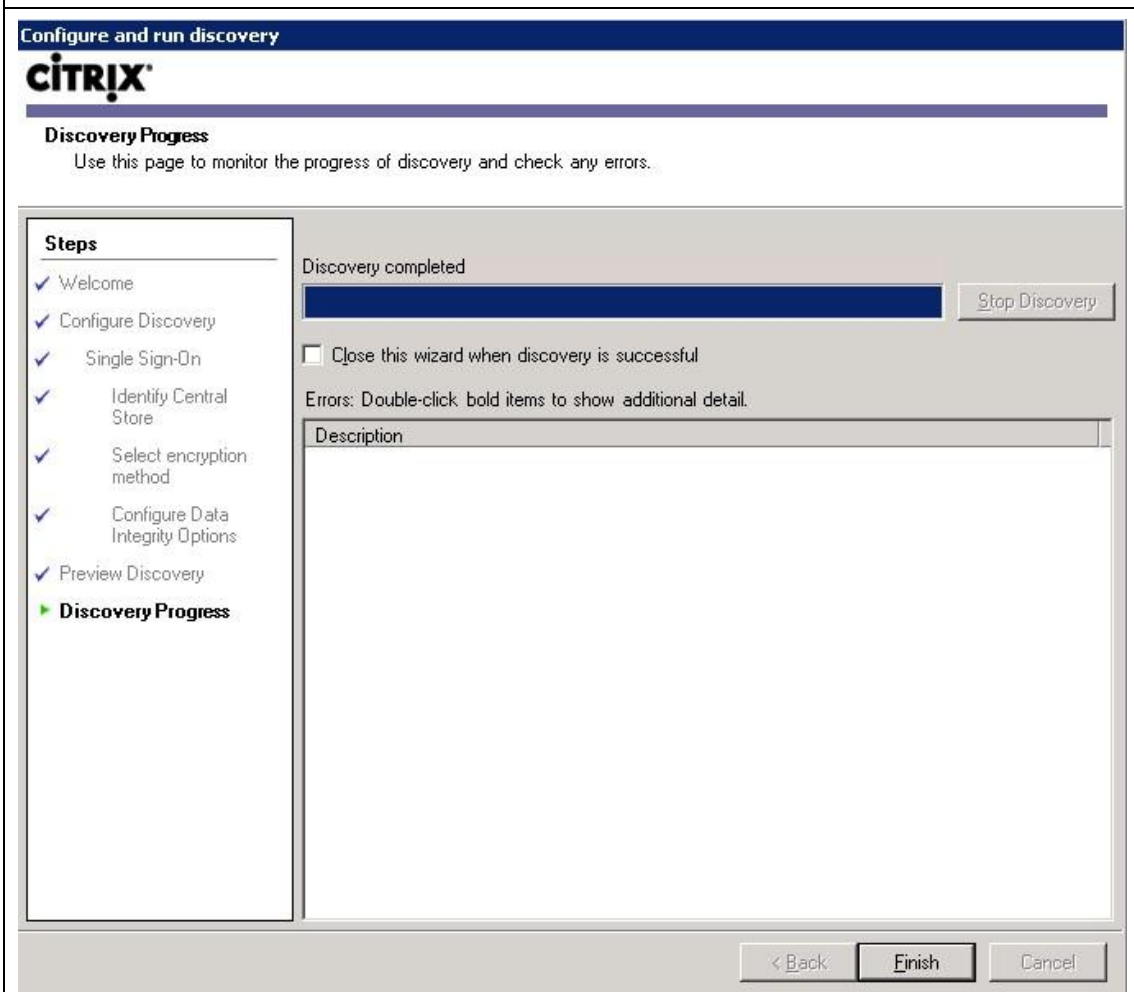 Configure and run discovery
CITRIX
Discovery Progress
Use this page to monitor the progress of discovery and check any errors.
Steps
Welcome
Configure Discovery
Single Sign-On
Identify Central
Store
Select encryption
method
Configure Data
Integrity Options
Preview Discovery
Discovery Progress
Discovery completed
Stop Discovery
Close this wizard when discovery is successful
Errors: Double-click bold items to show additional detail.
Description
< Back
Finish
Cancel